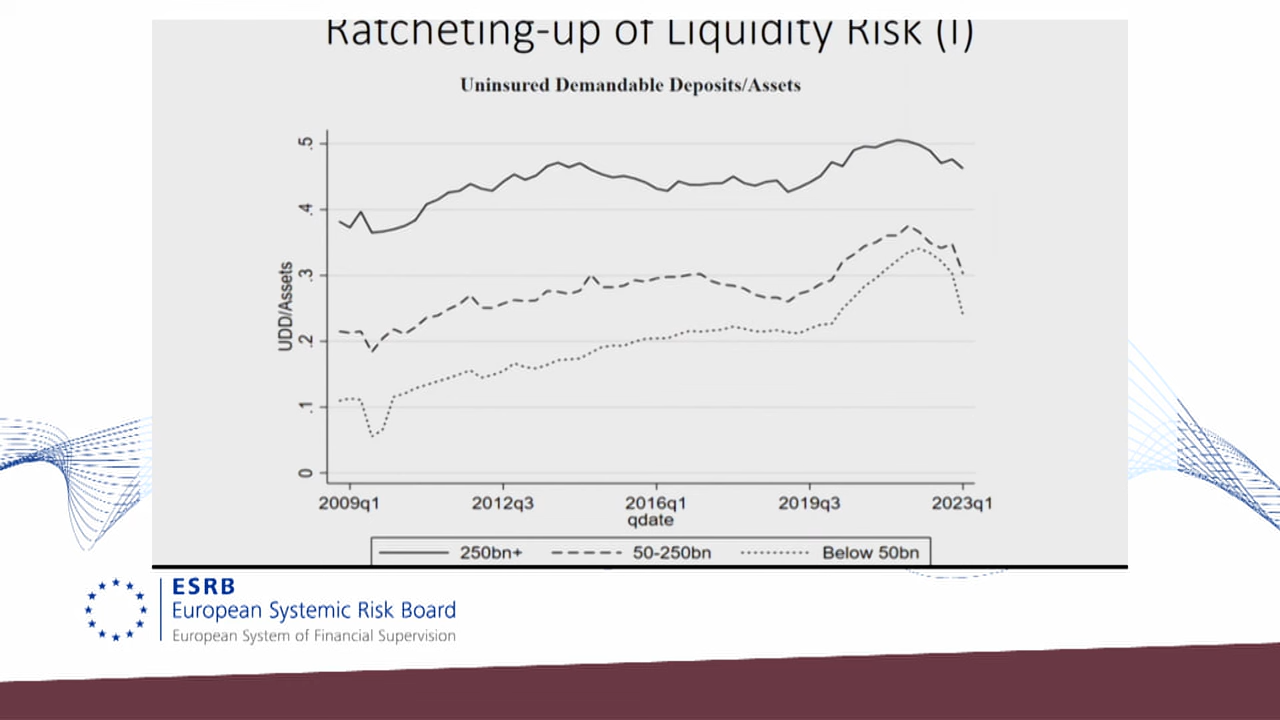 Ratcheting-up of Liquidity Risk (I)
Uninsured Demandable Deposits/Assets
UDD/Assets
.5
.4
.3
.2
.1
0
2009q1 2012q3 2016q1 2019q3 2023q1
qdate
250bn+ 50-250bn Below 50bn
ESRB
European Systemic Risk Board
European System of Financial Supervision